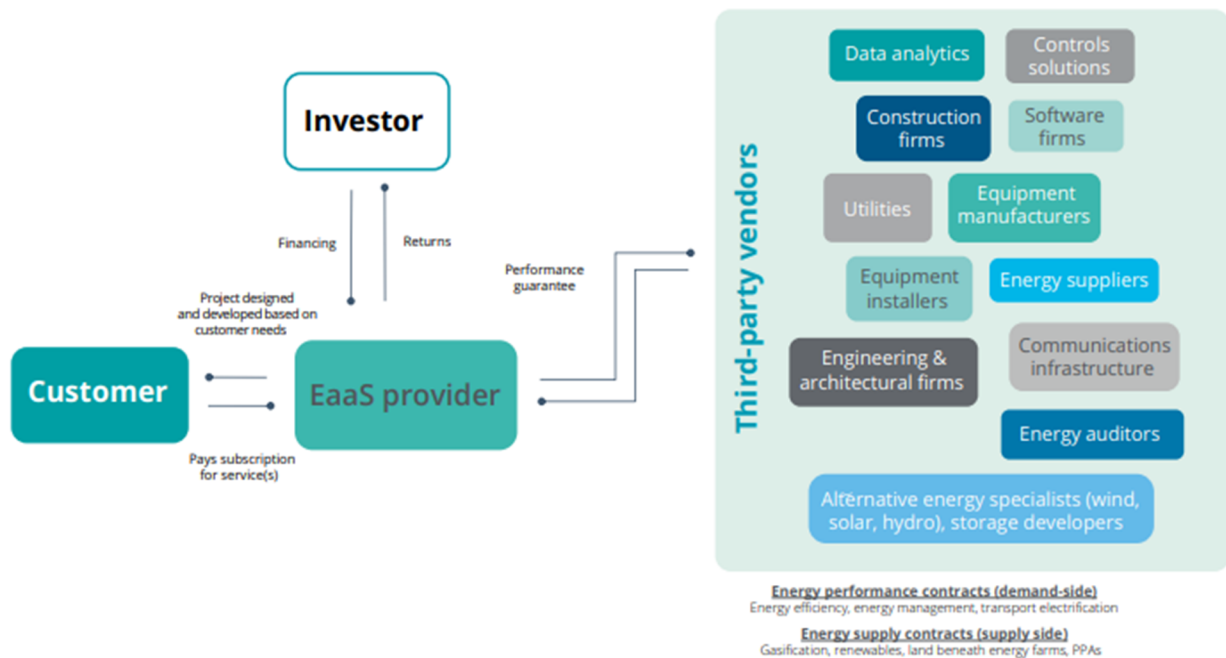 Investor
Financing
Returns
Project designed
and developed based on
customer needs
Customer
EaaS provider
Pays subscription
for service(s)
Performance
guarantee
Third-party vendors
Data analytics
Controls
solutions
Construction
firms
Software
firms
Utilities
Equipment
manufacturers
Equipment
installers
Energy suppliers
Engineering &
architectural firms
Communications
infrastructure
Energy auditors
Alternative energy specialists (wind,
solar, hydro), storage developers
Energy performance contracts (demand-side)
Energy efficiency, energy management, transport electrification
Energy supply contracts (supply side)
Gasification, renewables, land beneath energy farms, PPAs